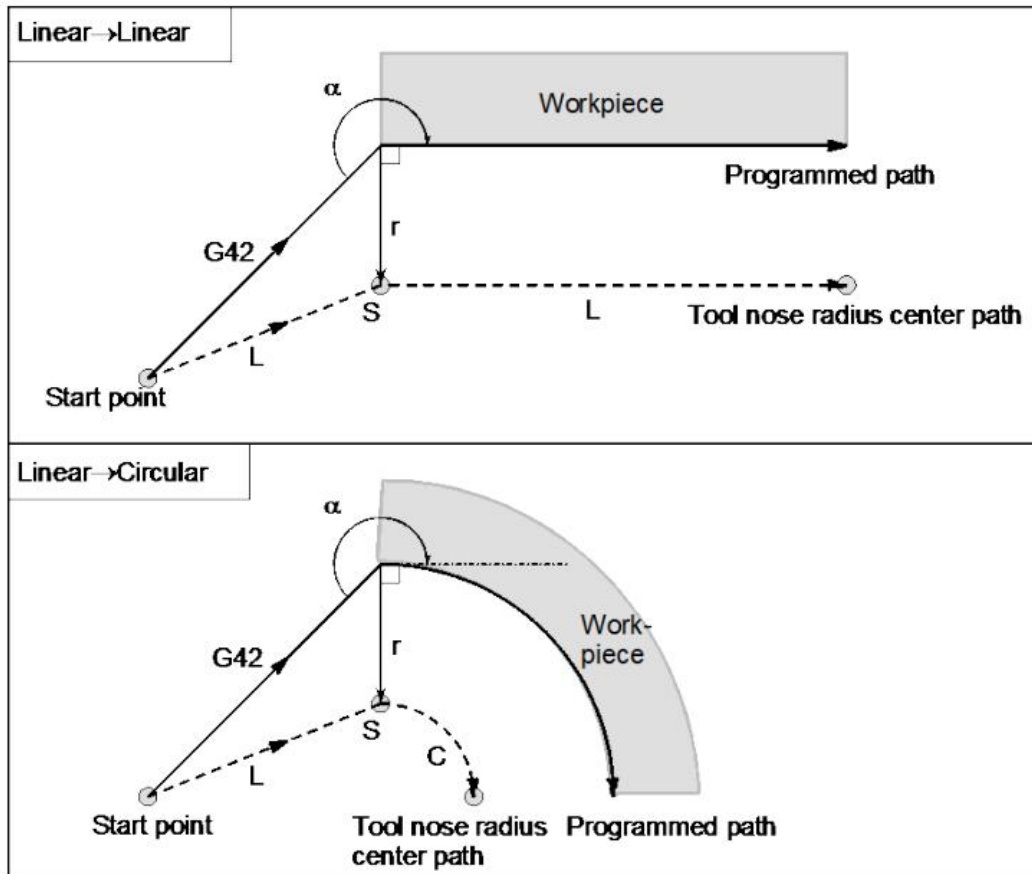 Linear→Linear
α
Workpiece
Programmed path
G42
r
S
L
Tool nose radius center path
L
Start point
Linear→Circular
α
Work-
piece
G42
r
S
C
L
Start point
Tool nose radius
center path
Programmed path